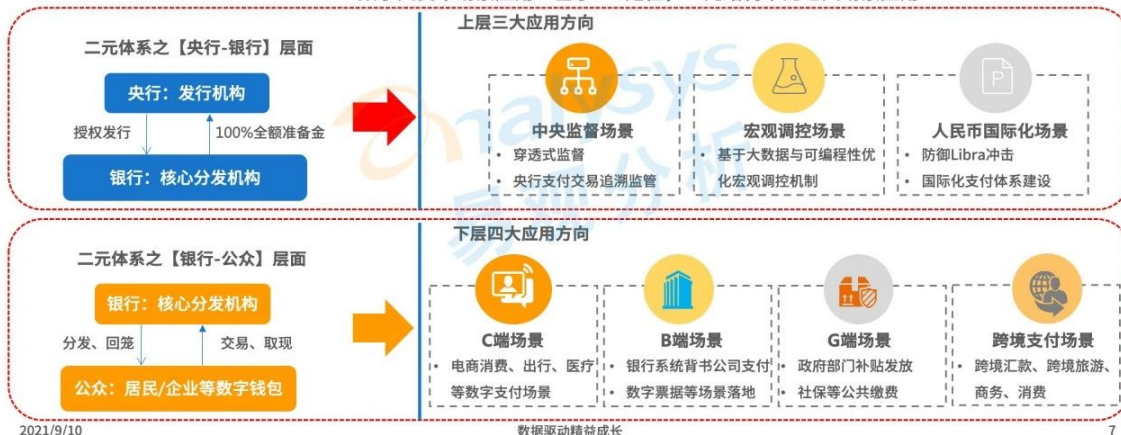 二元体系之【央行-银行】层面
央行：发行机构
授权发行
100%全额准备金
银行：核心分发机构
上层三大应用方向
中央监督场景
• 穿透式监督
• 央行支付交易追溯监管
宏观调控场景
• 基于大数据与可编程性优
化宏观调控机制
P
人民币国际化场景
• 防御Libra冲击
• 国际化支付体系建设
nalysys
易观分析
二元体系之【银行-公众】层面
银行：核心分发机构
分发、回笼
交易、取现
公众：居民/企业等数字钱包
下层四大应用方向
C端场景
• 电商消费、出行、医疗
等数字支付场景
B端场景
• 银行系统背书公司支付
• 数字票据等场景落地
G端场景
• 政府部门补贴发放
• 社保等公共缴费
跨境支付场景
• 跨境汇款、跨境旅游、
商务、消费
2021/9/10
数据驱动精益成长
7